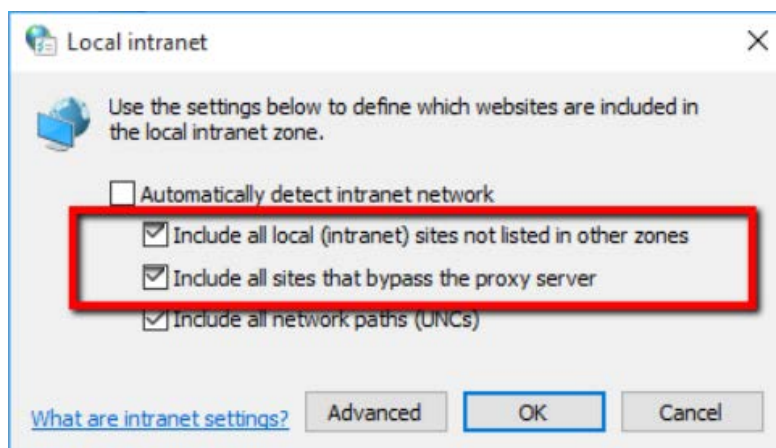 Local intranet
Use the settings below to define which websites are included in
the local intranet zone.
Automatically detect intranet network
Include all local (intranet) sites not listed in other zones
Include all sites that bypass the proxy server
Include all network paths (UNCs)
What are intranet settings?
Advanced
OK
Cancel